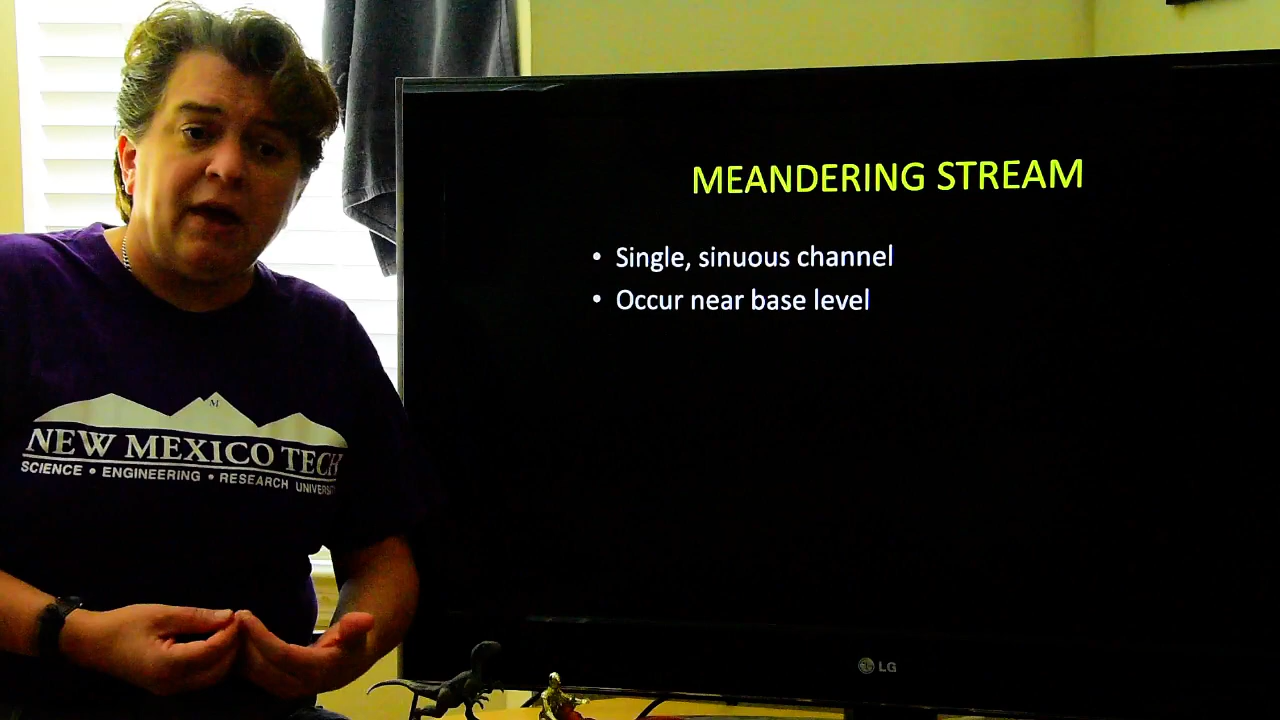 MEANDERING STREAM
• Single, sinuous channel
• Occur near base level
M
NEW MEXICO TECH
SCIENCE • ENGINEERING • RESEARCH UNIVERSITY
LG